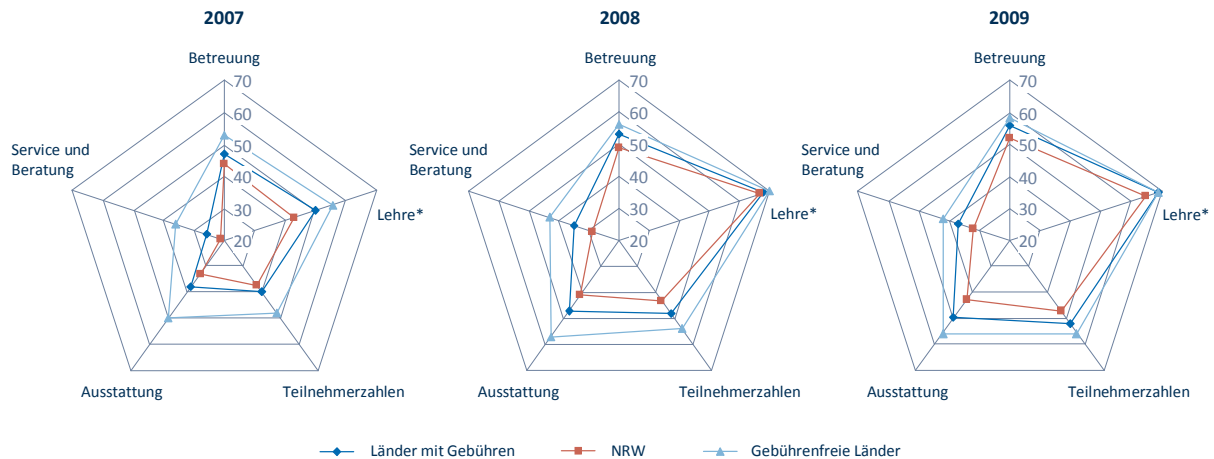 2007
Betreuung
70
60
50
40
30
20
Service und
Beratung
Lehre*
Ausstattung
Teilnehmerzahlen
2008
Betreuung
70
60
50
40
30
20
Service und
Beratung
Lehre*
Ausstattung
Teilnehmerzahlen
2009
Betreuung
70
60
50
40
30
20
Service und
Beratung
Lehre*
Ausstattung
Teilnehmerzahlen
Länder mit Gebühren
NRW
Gebührenfreie Länder